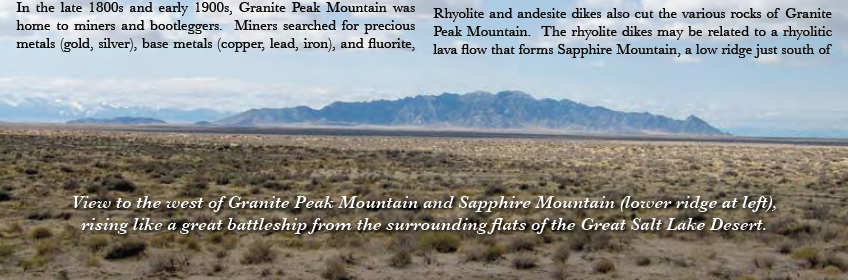 In the late 1800s and early 1900s, Granite Peak Mountain was
home to miners and bootleggers. Miners searched for precious
metals (gold, silver), base metals (copper, lead, iron), and fluorite,
Rhyolite and andesite dikes also cut the various rocks of Granite
Peak Mountain. The rhyolite dikes may be related to a rhyolitic
lava flow that forms Sapphire Mountain, a low ridge just south of
View to the west of Granite Peak Mountain and Sapphire Mountain (lower ridge at left),
rising like a great battleship from the surrounding flats of the Great Salt Lake Desert.